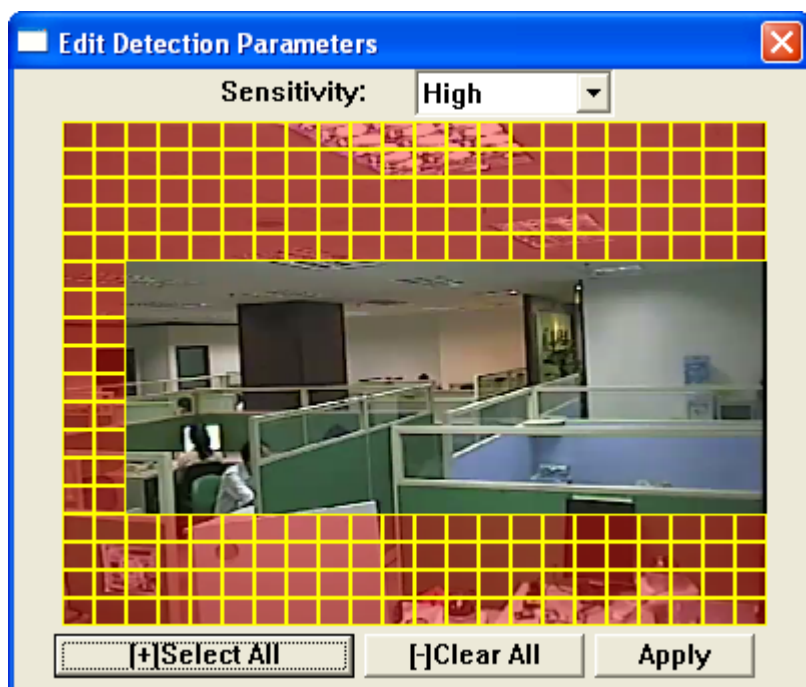 Edit Detection Parameters
Sensitivity: High
[+]Select All [-]Clear All Apply